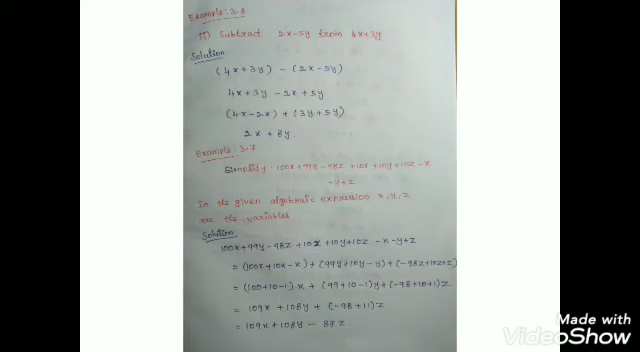 Example: 3.8
ii) Subtract 2x-5y from 4x+3y
Solution
(4x+3y) - (2x-5y)
4x+3y - 2x + 5y
(4x-2x) + (3y+5y)
2x + 8y.
Example: 3.7
Simplify 100x+99y-98z+10x+10y+10z-x
-y+z
In the given algebraic expression x, y, z
are the variables
Solution
100x+99y-98z+10x+10y+10z-x-y+z
= (100x+10x-x) + (99y+10y-y) + (-98z+10z+z)
= (100+10-1)x + (99+10-1)y + (-98+10+1)z
= 109x + 108y + (-98+11)z
= 109x + 108y - 87z.
Made with
VideoShow